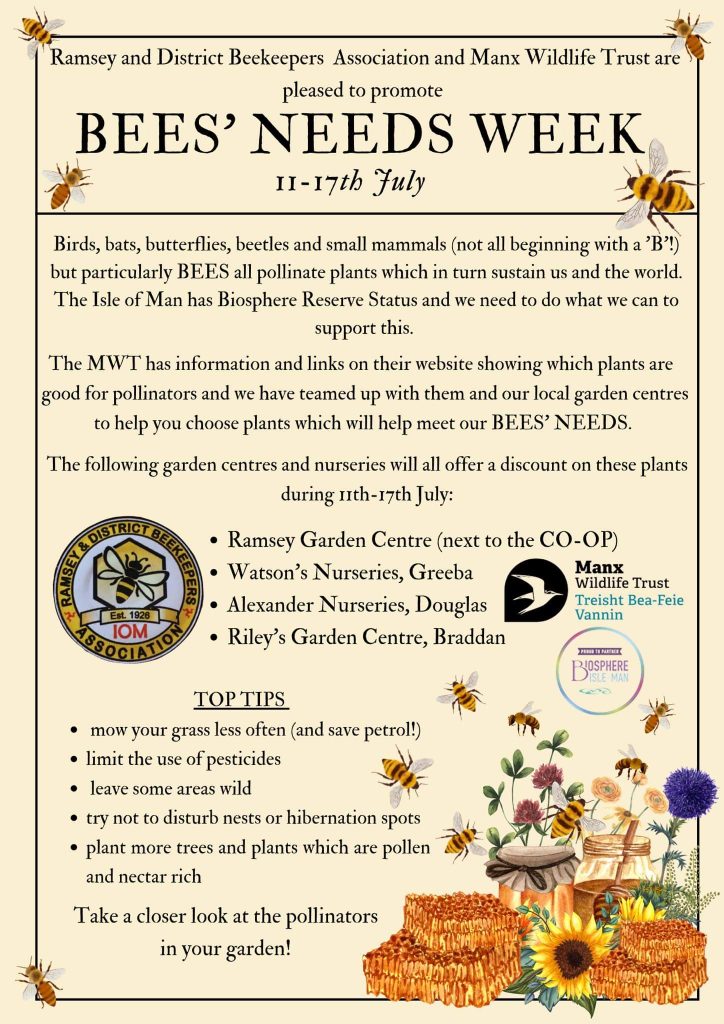 Ramsey and District Beekeepers Association and Manx Wildlife Trust are
pleased to promote
BEES' NEEDS WEEK
11-17th July
Birds, bats, butterflies, beetles and small mammals (not all beginning with a 'B'!)
but particularly BEES all pollinate plants which in turn sustain us and the world.
The Isle of Man has Biosphere Reserve Status and we need to do what we can to
support this.
The MWT has information and links on their website showing which plants are
good for pollinators and we have teamed up with them and our local garden centres
to help you choose plants which will help meet our BEES' NEEDS.
The following garden centres and nurseries will all offer a discount on these plants
during 11th-17th July:
RAMSEY & DISTRICT BEEKEEPERS
Est. 1926
IOM
ASSOCIATION
• Ramsey Garden Centre (next to the CO-OP)
• Watson's Nurseries, Greeba
• Alexander Nurseries, Douglas
• Riley's Garden Centre, Braddan
Manx
Wildlife Trust
Treisht Bea-Feie
Vannin
PROUD TO PARTNER
BIOSPHERE
ISLE MAN
TOP TIPS
• mow your grass less often (and save petrol!)
• limit the use of pesticides
• leave some areas wild
• try not to disturb nests or hibernation spots
• plant more trees and plants which are pollen
and nectar rich
Take a closer look at the pollinators
in your garden!